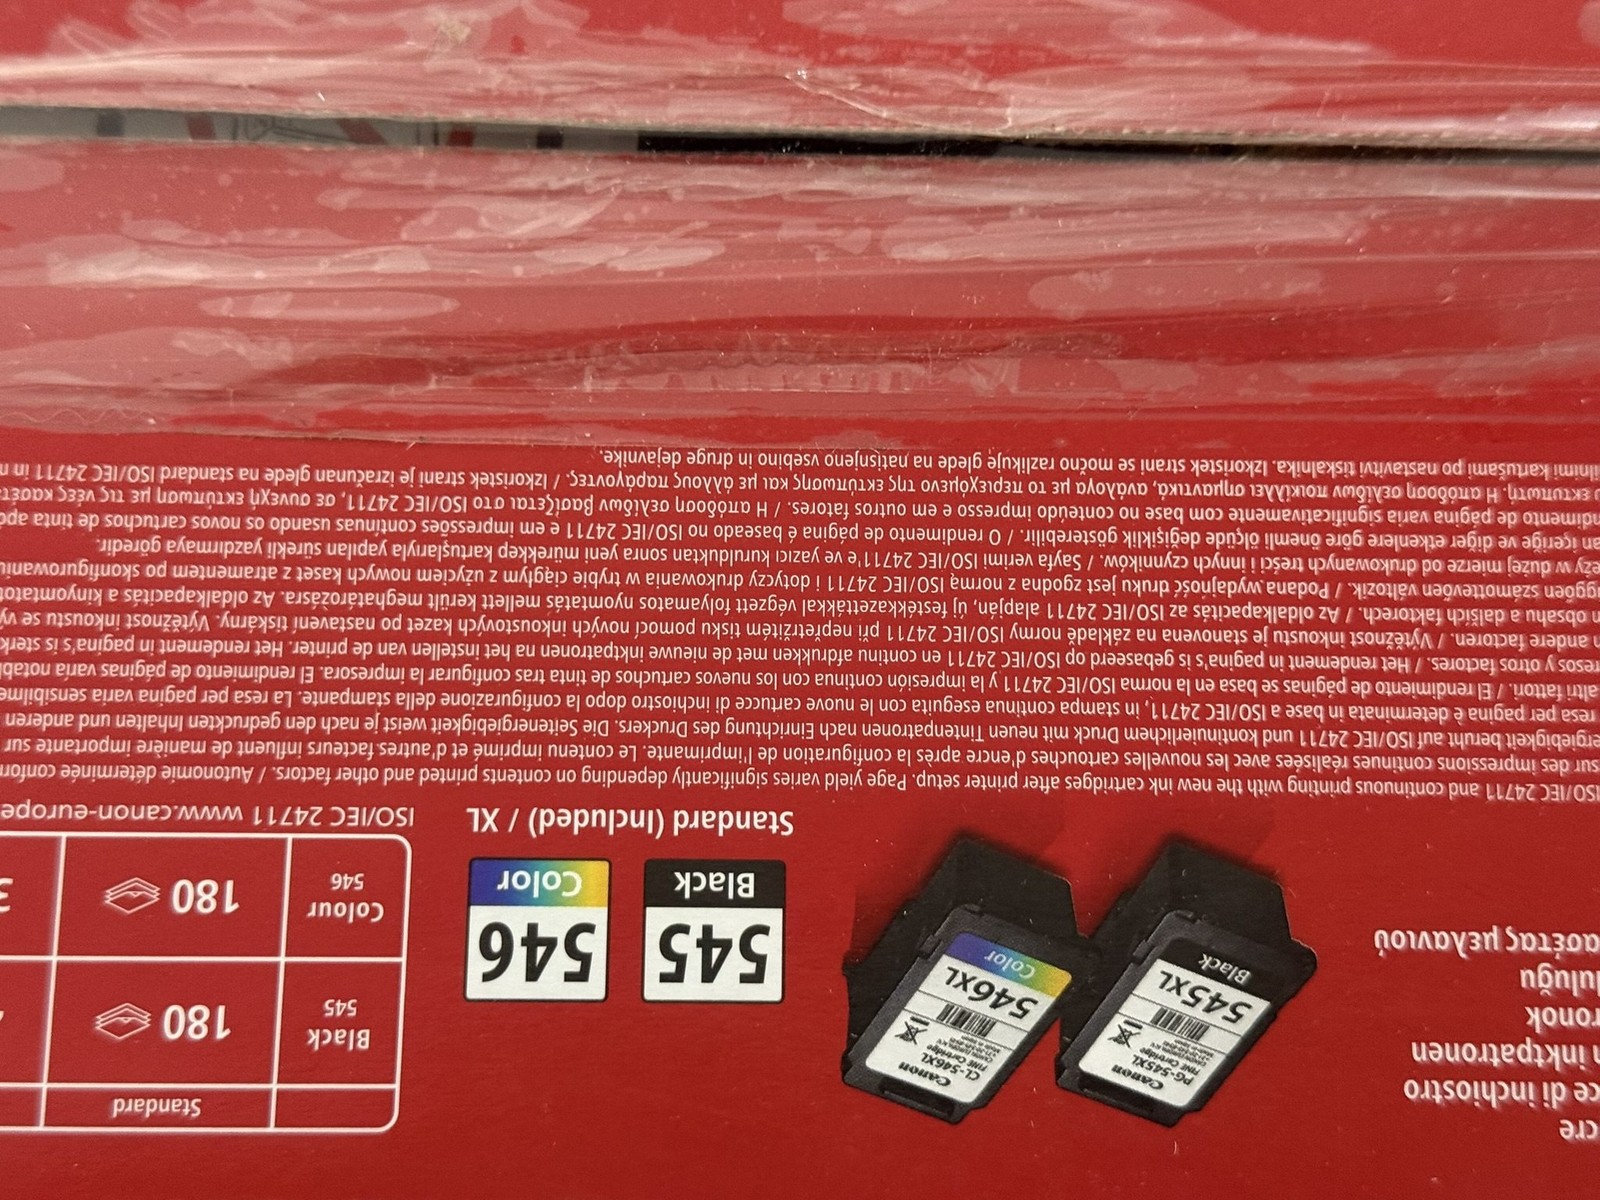 cre
ce di inchiostro
inktpatronen
ασέτας μελανιού
Canon
PG-545XL
FINE Cartridge
545XL
Black
Canon
CL-546XL
FINE Cartridge
546XL
Color
545
Black
546
Color
Standard (Included) / XL
Standard
Black
545
180
Colour
546
180
ISO/IEC 24711 www.canon-europe
ISO/IEC 24711 and continuous printing with the new ink cartridges after printer setup. Page yield varies significantly depending on contents printed and other factors. / Autonomie déterminée
sur des impressions continues réalisées avec les nouvelles cartouches d'encre après la configuration de l'imprimante. Le contenu imprimé et d'autres facteurs influent de manière importante sur
ergiebigkeit beruht auf ISO/IEC 24711 und kontinuierlichem Druck mit neuen Tintenpatronen nach Einrichtung des Druckers. Die Seitenergiebigkeit weist je nach den gedruckten Inhalten und anderen
resa per pagina è determinata in base a ISO/IEC 24711, in stampa continua eseguita con le nuove cartucce di inchiostro dopo la configurazione della stampante. La resa per pagina varia
altri fattori. / El rendimiento de páginas se basa en la norma ISO/IEC 24711 y la impresión continua con los nuevos cartuchos de tinta tras configurar la impresora. El rendimiento de páginas varía
resos y otros factores. / Het rendement in pagina's is gebaseerd op ISO/IEC 24711 en continu afdrukken met de nieuwe inktpatronen na het instellen van de printer. Het rendement in pagina's is sterk
andere factoren. / Výtěžnost inkoustu je stanovena na základě normy ISO/IEC 24711 při nepřetržitém tisku pomocí nových inkoustových kazet po nastavení tiskárny. Výtěžnost inkoustu se
obsahu a dalších faktorech. / Az oldalkapacitás az ISO/IEC 24711 alapján, új festékkazettákkal végzett folyamatos nyomtatás mellett került meghatározásra. Az oldalkapacitás a
függően számottevően változik. / Podana wydajność druku jest zgodna z normą ISO/IEC 24711 i dotyczy drukowania w trybie ciągłym z użyciem nowych kaset z atramentem po
eży w dużej mierze od drukowanych treści i innych czynników. / Sayfa verimi ISO/IEC 24711'e ve yazıcı kurulduktan sonra yeni mürekkep kartuşlarıyla yapılan sürekli yazdırmaya göredir.
an içeriğe ve diğer etkenlere göre önemli ölçüde değişiklik gösterebilir. / O rendimento de página é baseado no ISO/IEC 24711 e em impressões contínuas usando os novos cartuchos de tinta
ndimento de página varia significativamente com base no conteúdo impresso e em outros fatores. / Η απόδοση σελίδων βασίζεται στο ISO/IEC 24711, σε συνεχή εκτύπωση με τις νέες
εκτυπωτή. Η απόδοση σελίδων ποικίλλει σημαντικά, ανάλογα με το περιεχόμενο της εκτύπωσης και με άλλους παράγοντες. / Izkoristek strani je izračunan glede na standard ISO/IEC 24711 in
kartušami po nastavitvi tiskalnika. Izkoristek strani se močno razlikuje glede na natisnjeno vsebino in druge dejavnike.